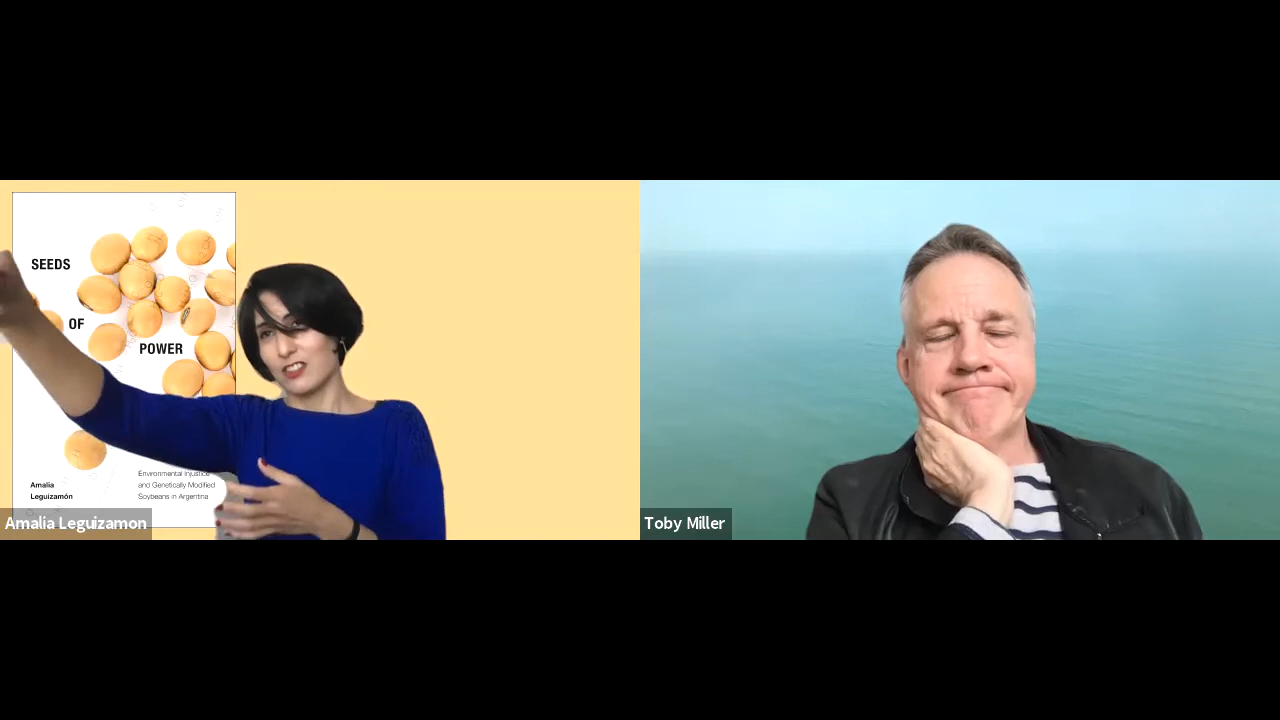 SEEDS
OF
POWER
Environmental Injustice
and Genetically Modified
Soybeans in Argentina
Amalia
Leguizamón
Amalia Leguizamon
Toby Miller